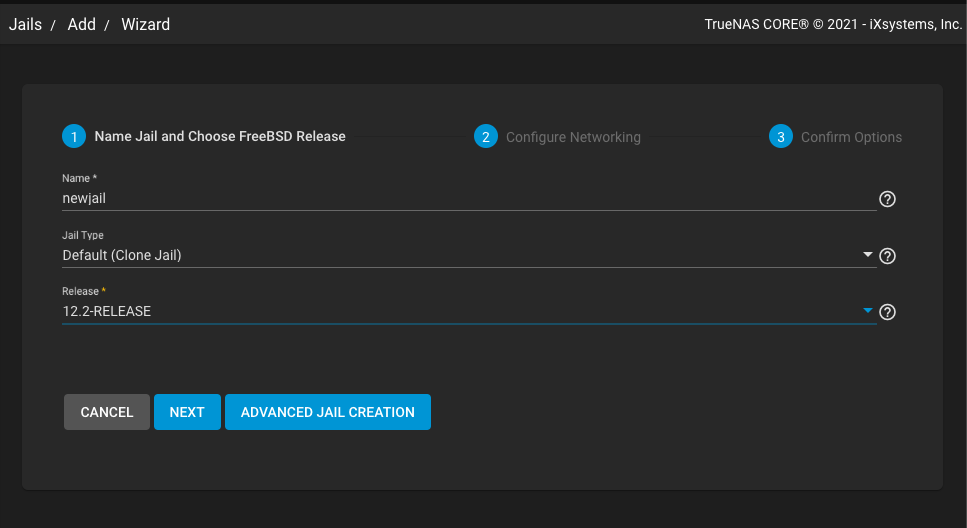 Jails / Add / Wizard
TrueNAS CORE® © 2021 - iXsystems, Inc.
1 Name Jail and Choose FreeBSD Release
2 Configure Networking
3 Confirm Options
Name *
newjail
?
Jail Type
Default (Clone Jail)
?
Release *
12.2-RELEASE
?
CANCEL
NEXT
ADVANCED JAIL CREATION